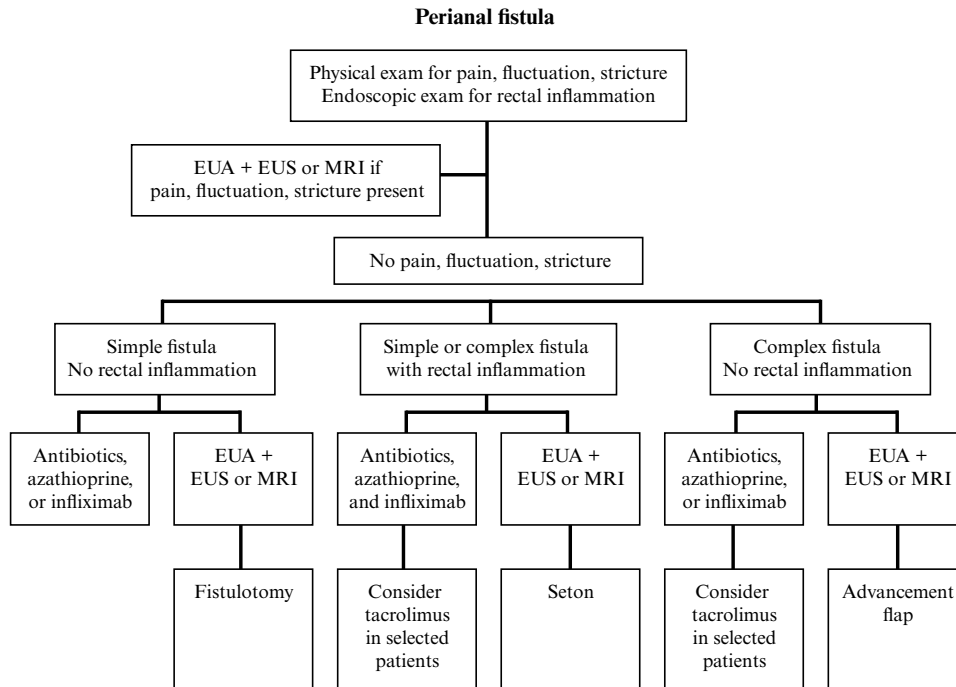 Perianal fistula
Physical exam for pain, fluctuation, stricture
Endoscopic exam for rectal inflammation
EUA + EUS or MRI if
pain, fluctuation, stricture present
No pain, fluctuation, stricture
Simple fistula
No rectal inflammation
Simple or complex fistula
with rectal inflammation
Complex fistula
No rectal inflammation
Antibiotics,
azathioprine,
or infliximab
EUA +
EUS or MRI
Antibiotics,
azathioprine,
and infliximab
EUA +
EUS or MRI
Antibiotics,
azathioprine,
or infliximab
EUA +
EUS or MRI
Fistulotomy
Consider
tacrolimus
in selected
patients
Seton
Consider
tacrolimus
in selected
patients
Advancement
flap